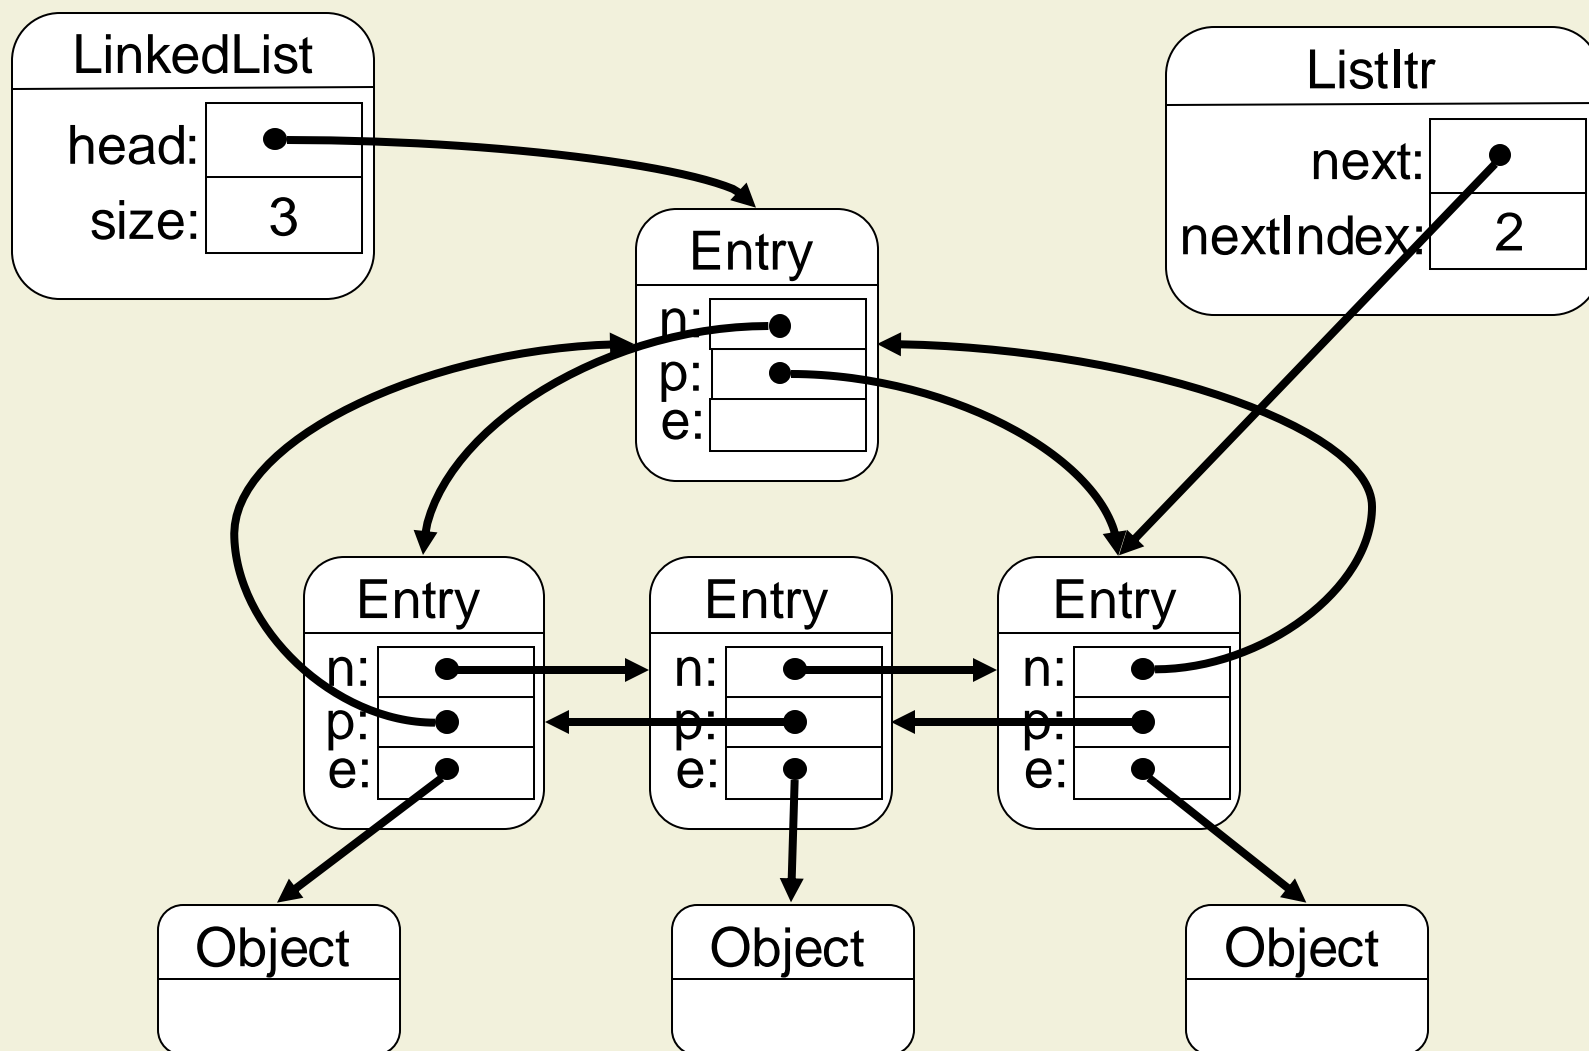 LinkedList
head:
size: 3
ListItr
next:
nextIndex: 2
Entry
n:
p:
e:
Entry
n:
p:
e:
Entry
n:
p:
e:
Entry
n:
p:
e:
Object
Object
Object